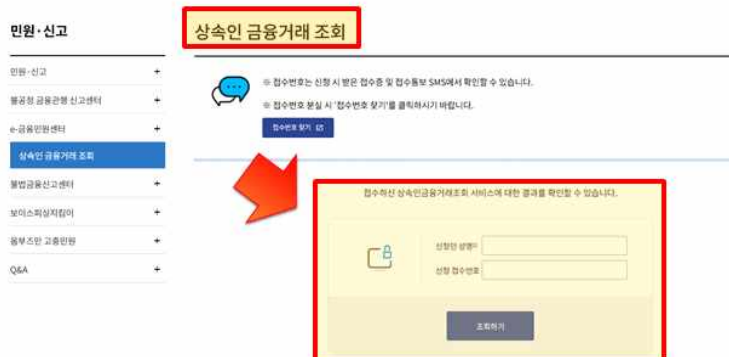 민원·신고
상속인 금융거래 조회
민원·신고 +
불공정 금융관행 신고센터 +
e-금융민원센터 +
상속인 금융거래 조회
불법금융신고센터 +
보이스피싱지킴이 +
옴부즈만 고충민원 +
Q&A +
※ 접수번호는 신청 시 받은 접수증 및 접수통보 SMS에서 확인할 수 있습니다.
※ 접수번호 분실 시 '접수번호 찾기'를 클릭하시기 바랍니다.
접수번호 찾기
접수하신 상속인금융거래조회 서비스에 대한 결과를 확인할 수 있습니다.
신청인 성명
신청 접수번호
조회하기